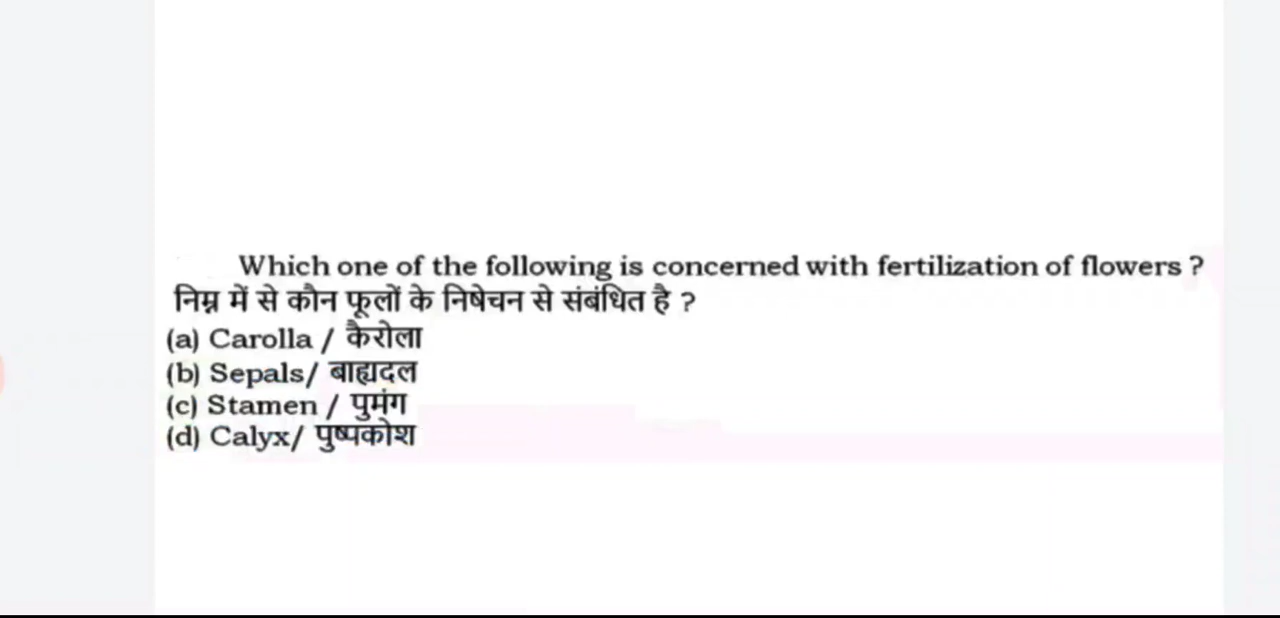 Which one of the following is concerned with fertilization of flowers ?
निम्न में से कौन फूलों के निषेचन से संबंधित है ?
(a) Carolla / कैरोला
(b) Sepals/ बाह्यदल
(c) Stamen / पुमंग
(d) Calyx/ पुष्पकोश